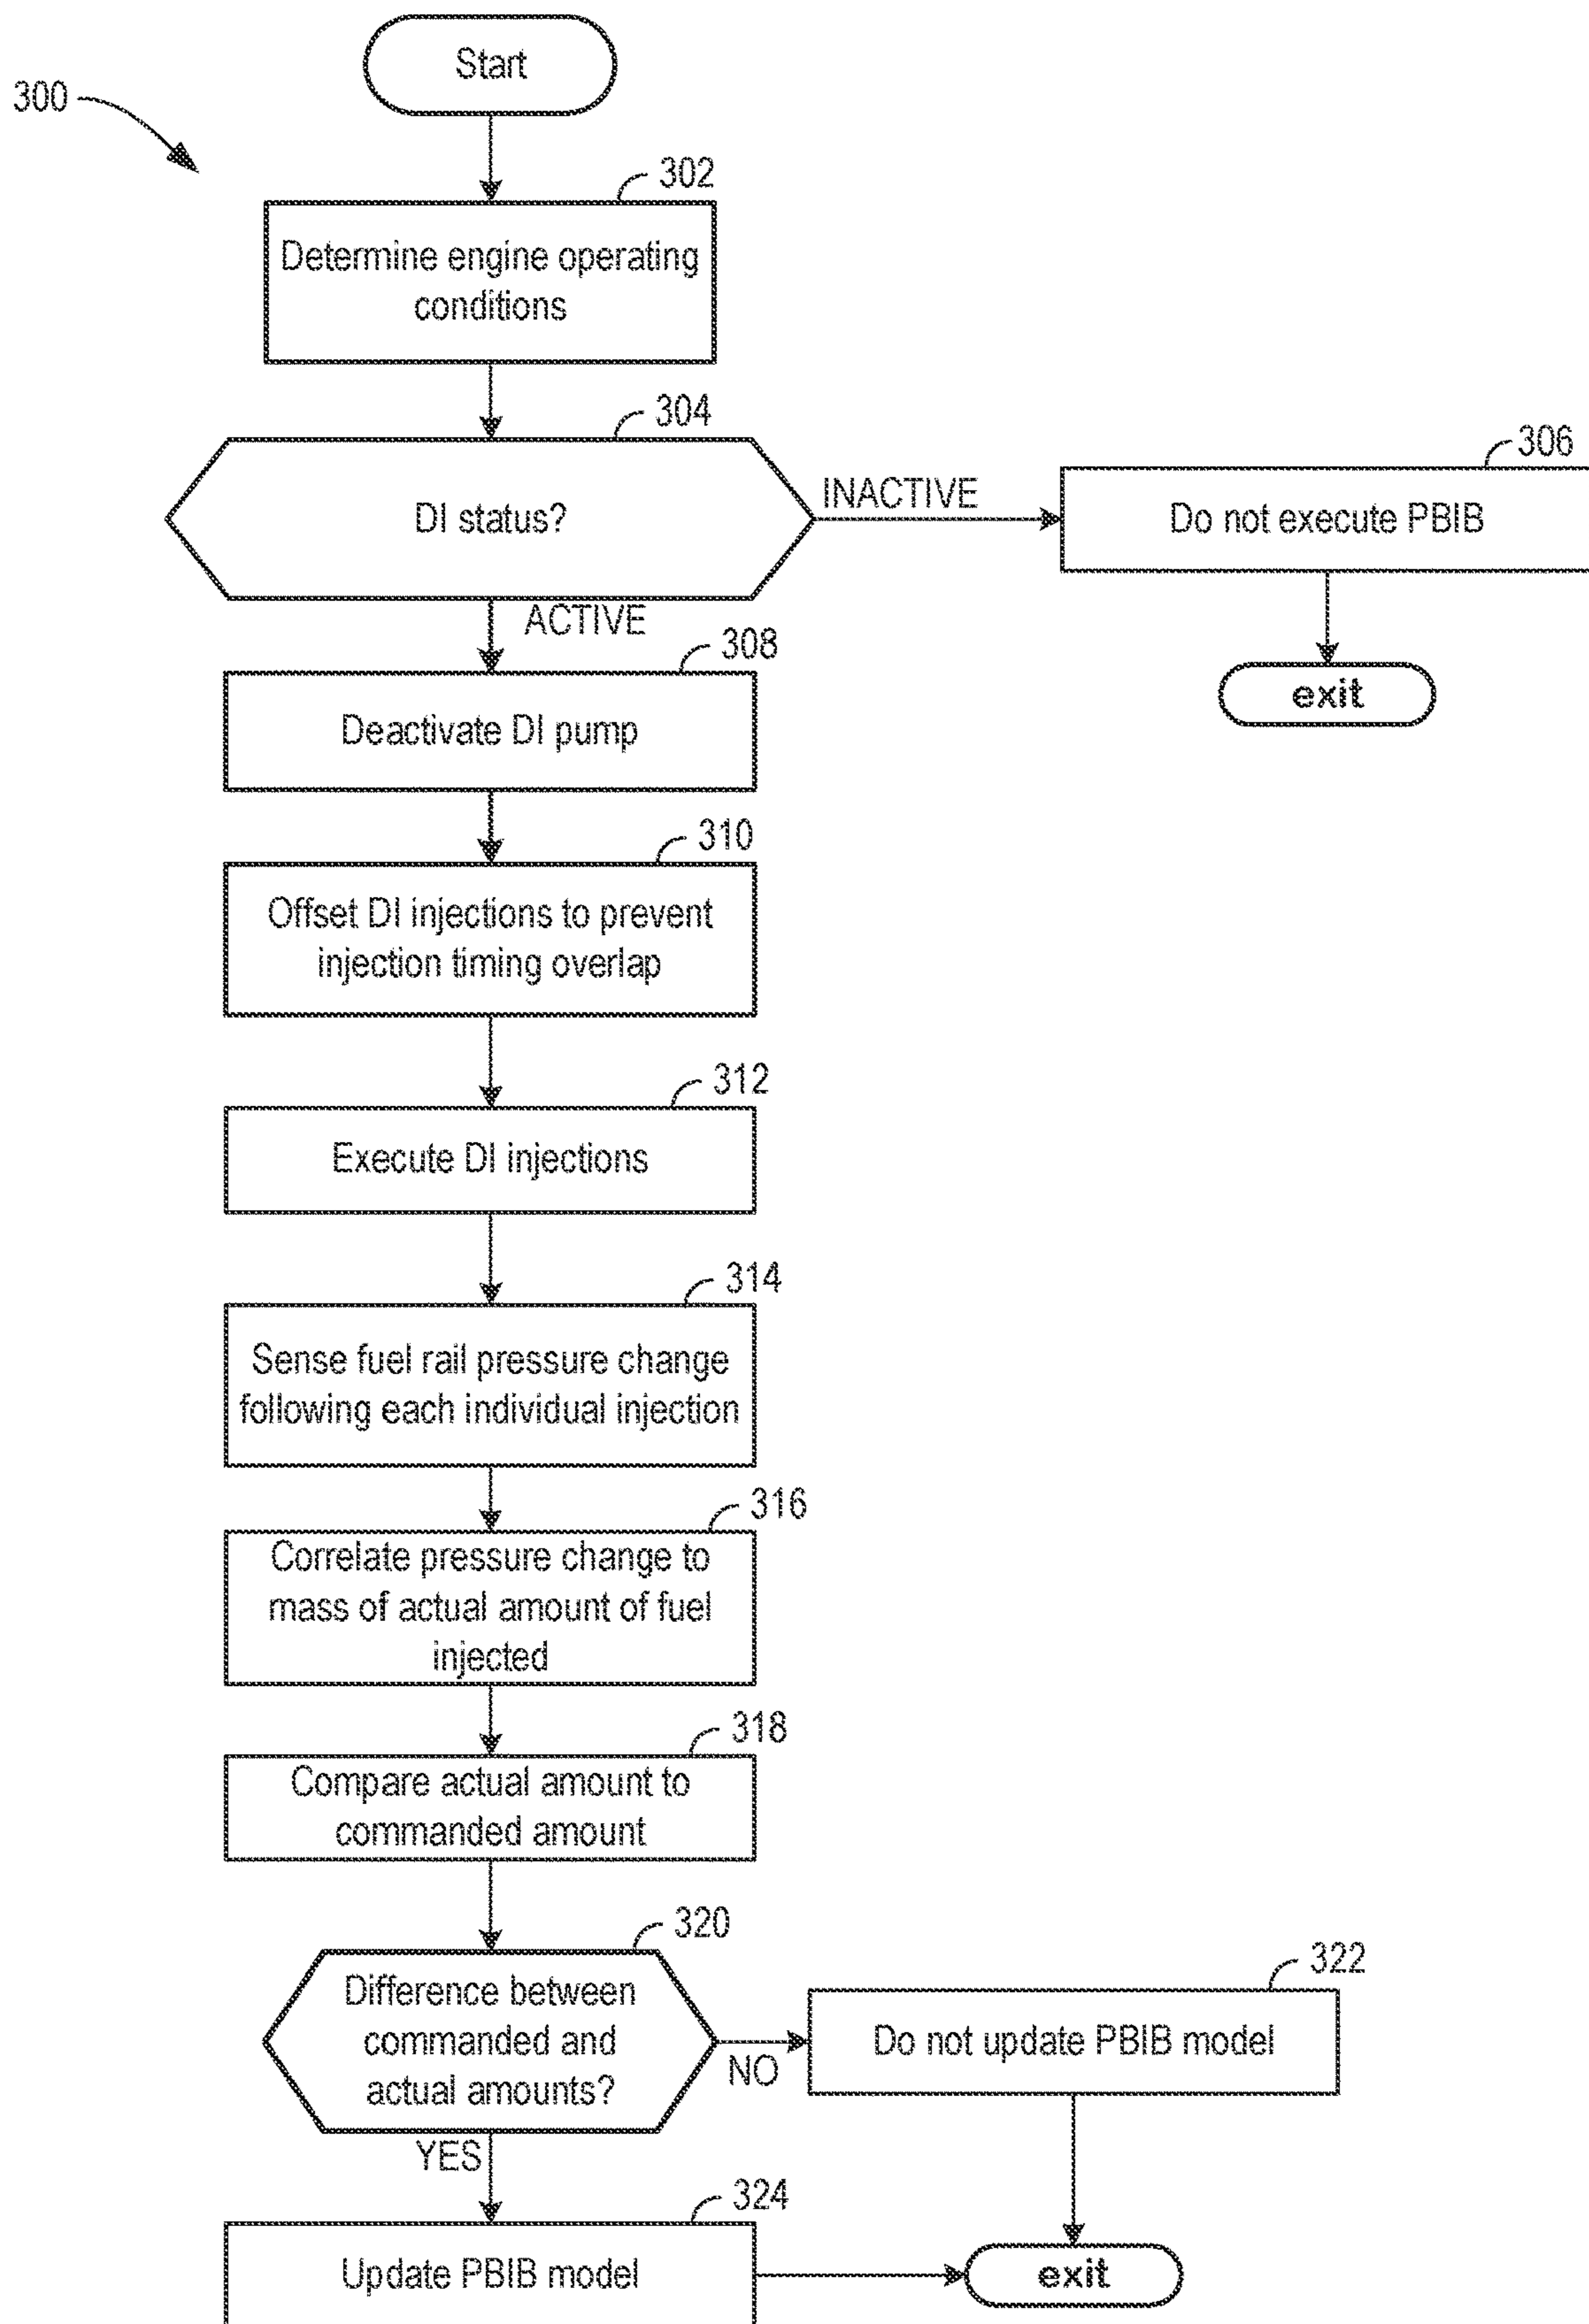 Start
300
302
Determine engine operating
conditions
304
DI status?
INACTIVE
306
Do not execute PBIB
exit
ACTIVE
308
Deactivate DI pump
310
Offset DI injections to prevent
injection timing overlap
312
Execute DI injections
314
Sense fuel rail pressure change
following each individual injection
316
Correlate pressure change to
mass of actual amount of fuel
injected
318
Compare actual amount to
commanded amount
320
Difference between
commanded and
actual amounts?
NO
322
Do not update PBIB model
YES
324
Update PBIB model
exit